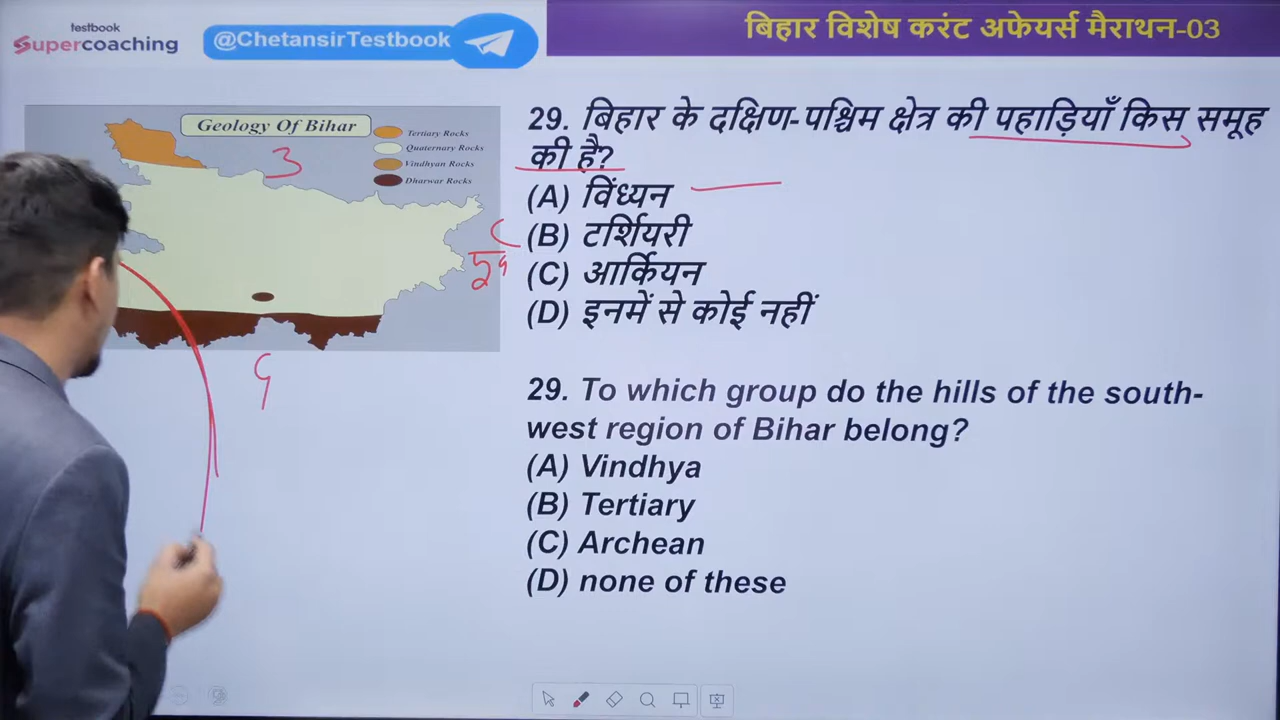 testbook
Supercoaching
@ChetansirTestbook
बिहार विशेष करंट अफेयर्स मैराथन-03
Geology Of Bihar
Tertiary Rocks
Quaternary Rocks
Vindhyan Rocks
Dharwar Rocks
29. बिहार के दक्षिण-पश्चिम क्षेत्र की पहाड़ियाँ किस समूह
की है?
(A) विंध्यन
(B) टर्शियरी
(C) आर्कियन
(D) इनमें से कोई नहीं
29. To which group do the hills of the south-
west region of Bihar belong?
(A) Vindhya
(B) Tertiary
(C) Archean
(D) none of these